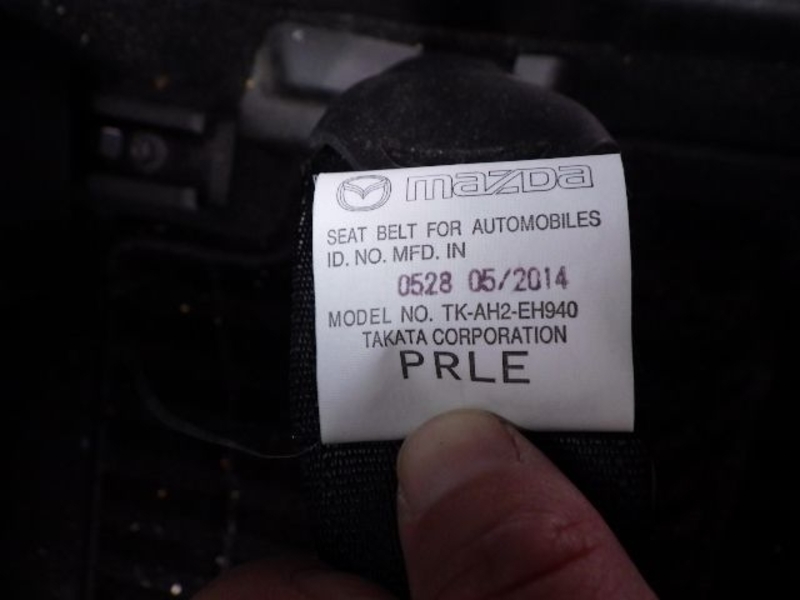 mazda
SEAT BELT FOR AUTOMOBILES
ID. NO. MFD. IN
0528 05/2014
MODEL NO. TK-AH2-EH940
TAKATA CORPORATION
PRLE